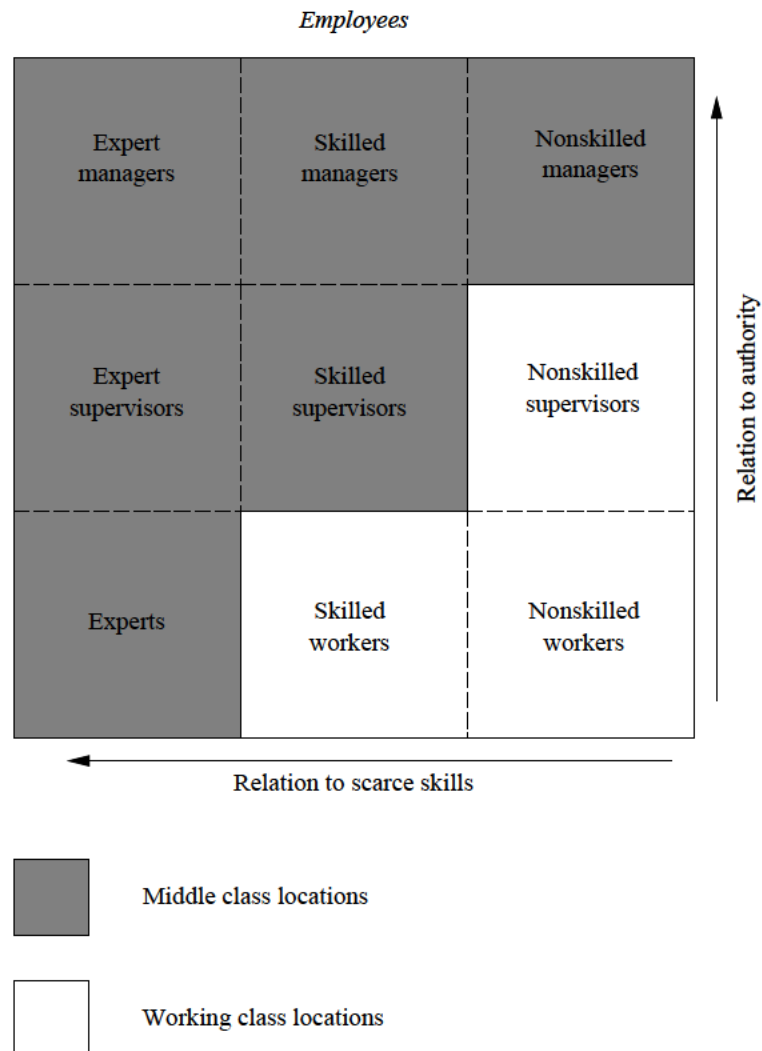 Employees
Expert
managers
Skilled
managers
Nonskilled
managers
Expert
supervisors
Skilled
supervisors
Nonskilled
supervisors
Experts
Skilled
workers
Nonskilled
workers
Relation to authority
Relation to scarce skills
Middle class locations
Working class locations